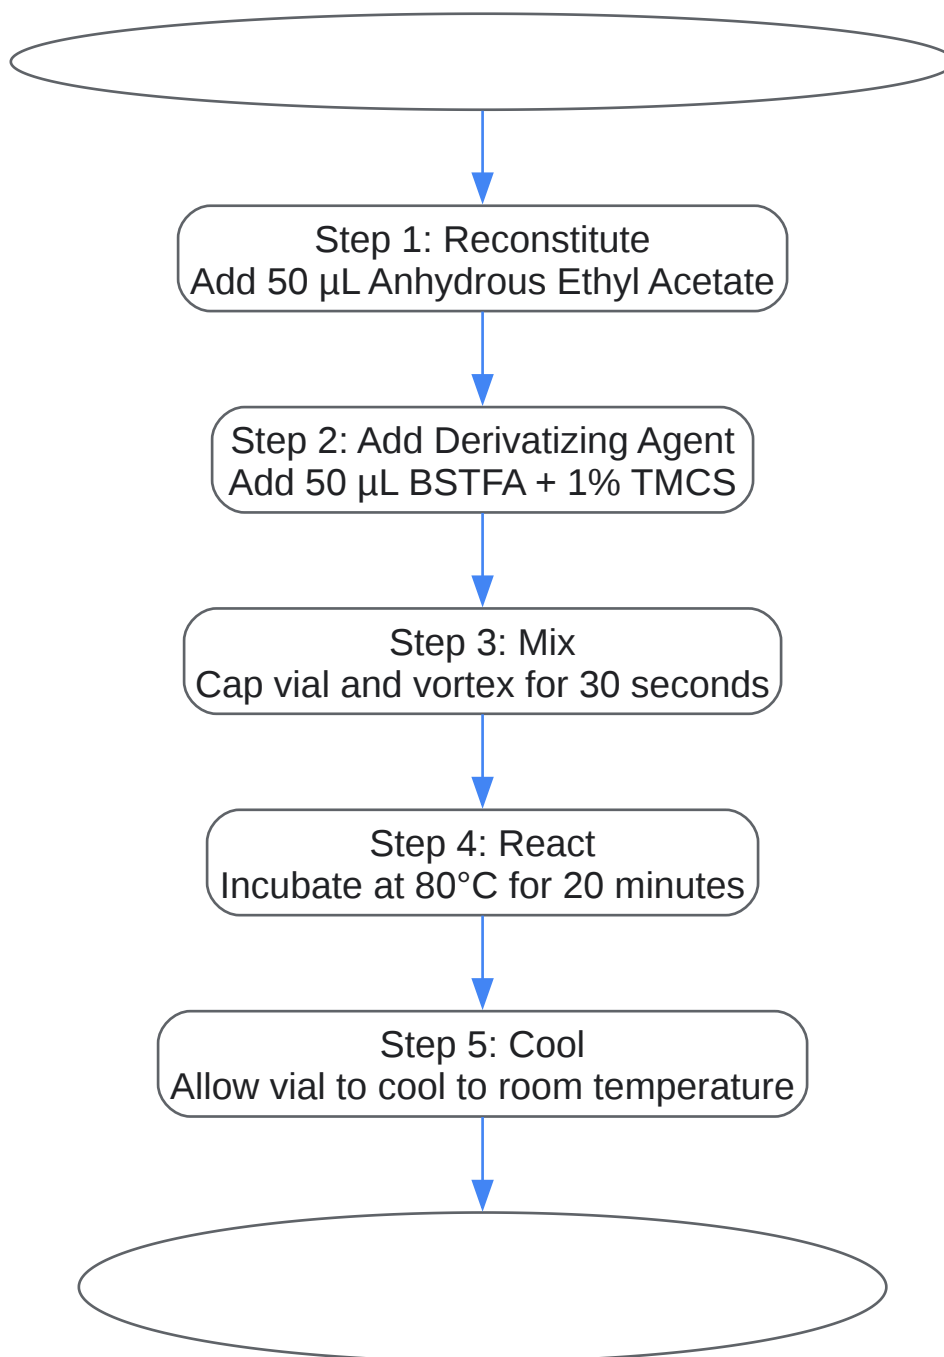 Step 1: Reconstitute
Add 50 µL Anhydrous Ethyl Acetate
Step 2: Add Derivatizing Agent
Add 50 µL BSTFA + 1% TMCS
Step 3: Mix
Cap vial and vortex for 30 seconds
Step 4: React
Incubate at 80°C for 20 minutes
Step 5: Cool
Allow vial to cool to room temperature